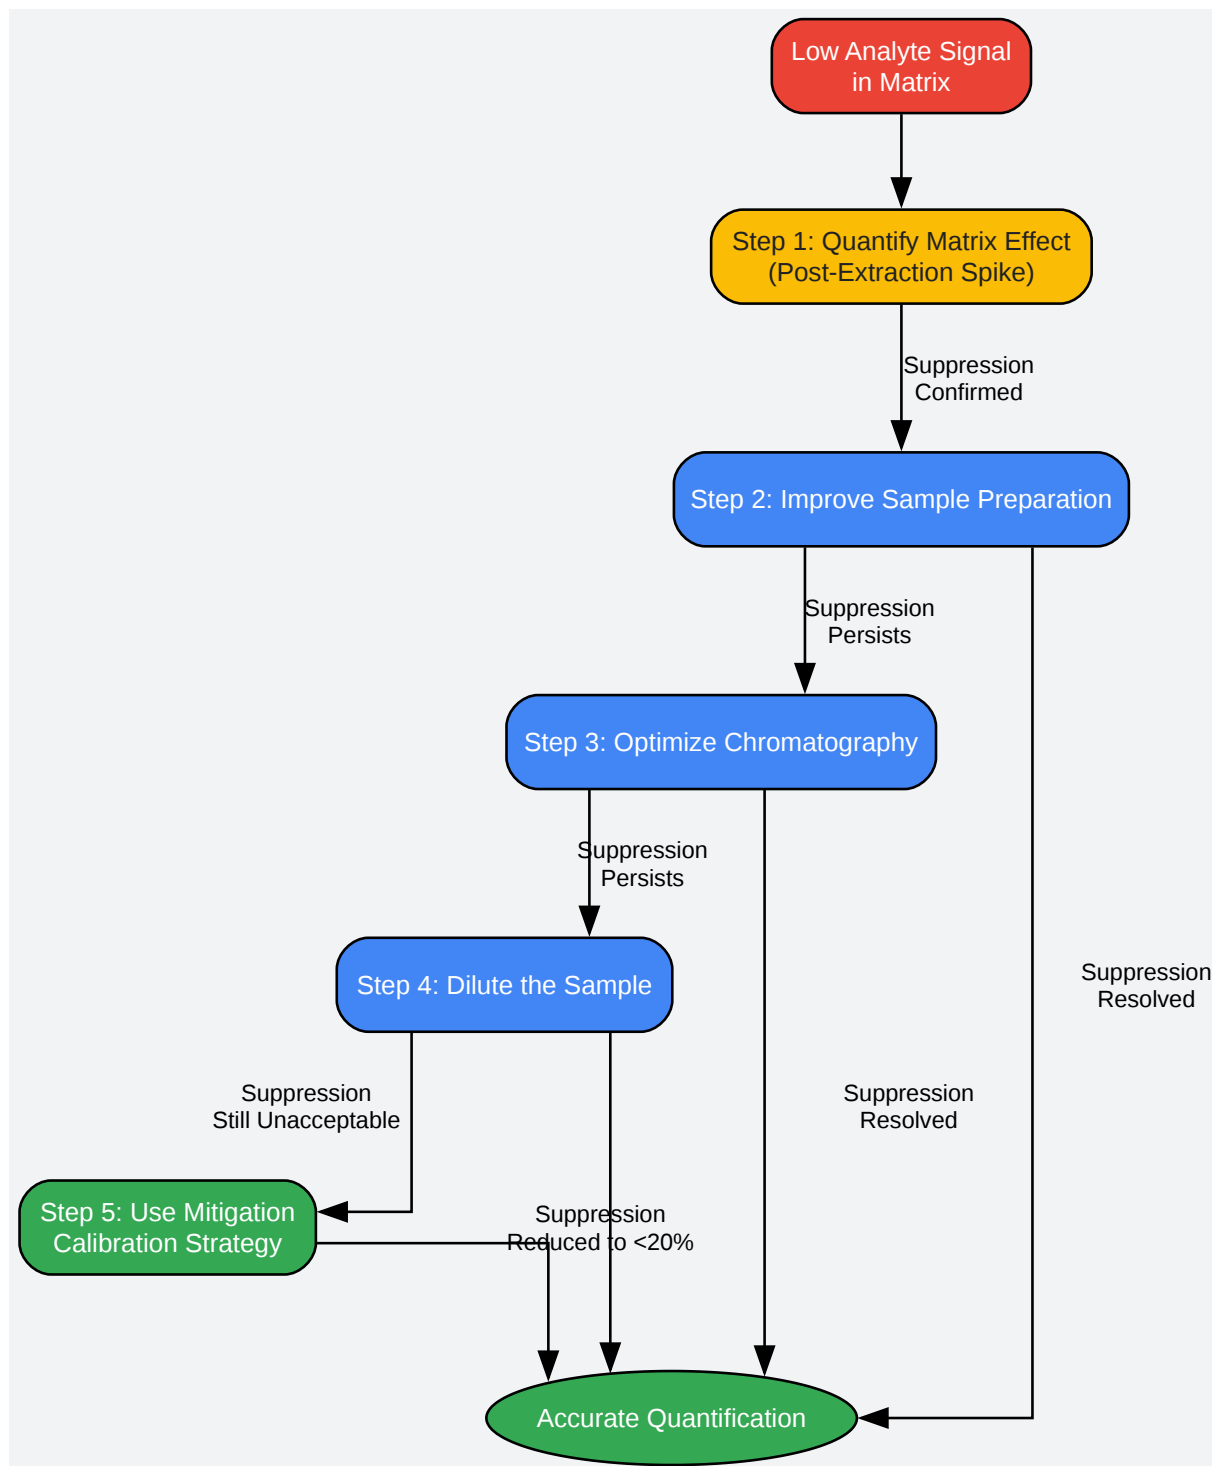 Low Analyte Signal
in Matrix
Step 1: Quantify Matrix Effect
(Post-Extraction Spike)
Suppression
Confirmed
Step 2: Improve Sample Preparation
Suppression
Persists
Step 3: Optimize Chromatography
Suppression
Persists
Step 4: Dilute the Sample
Suppression
Resolved
Suppression
Still Unacceptable
Suppression
Resolved
Step 5: Use Mitigation
Calibration Strategy
Suppression
Reduced to <20%
Accurate Quantification